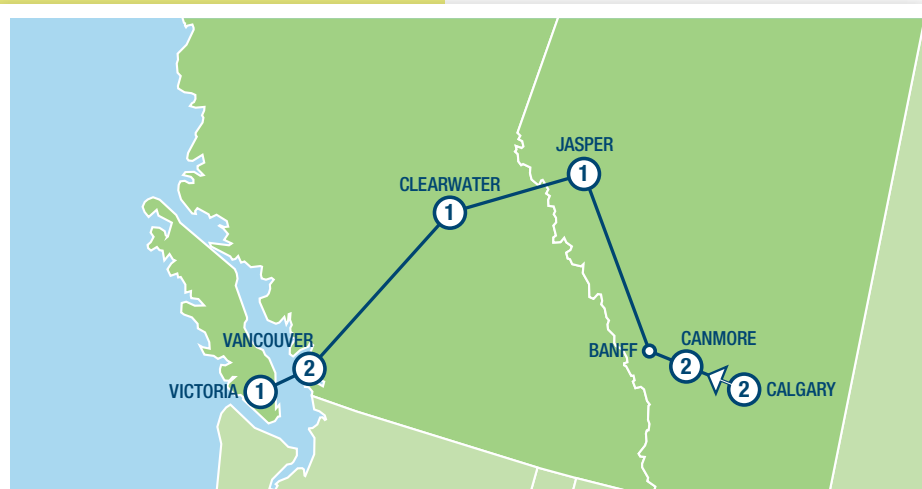 JASPER
1
CLEARWATER
1
VANCOUVER
2
VICTORIA
1
BANFF
CANMORE
2
2
CALGARY